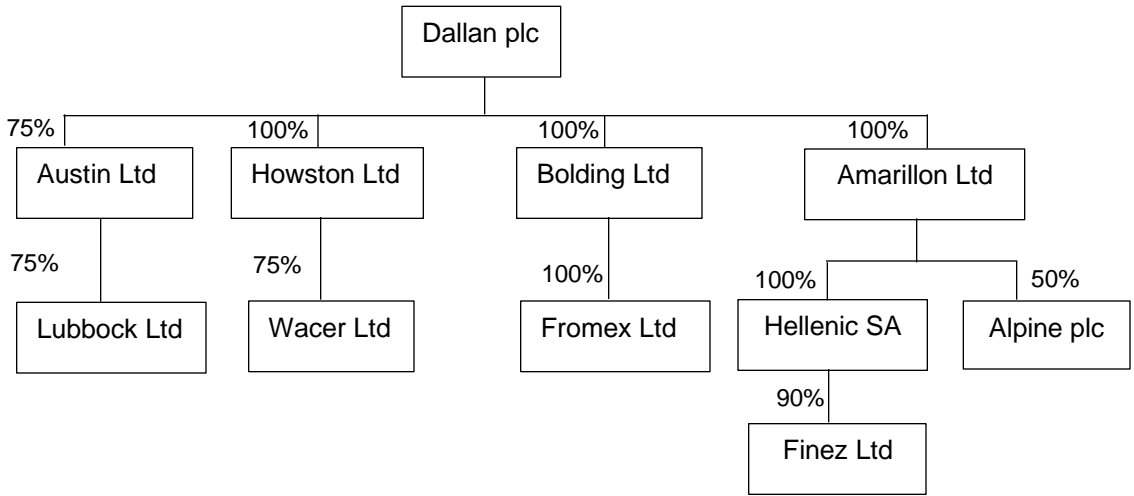 Dallan plc
75%
100%
100%
100%
Austin Ltd
Howston Ltd
Bolding Ltd
Amarillon Ltd
75%
75%
100%
100%
50%
Lubbock Ltd
Wacer Ltd
Fromex Ltd
Hellenic SA
Alpine plc
90%
Finez Ltd